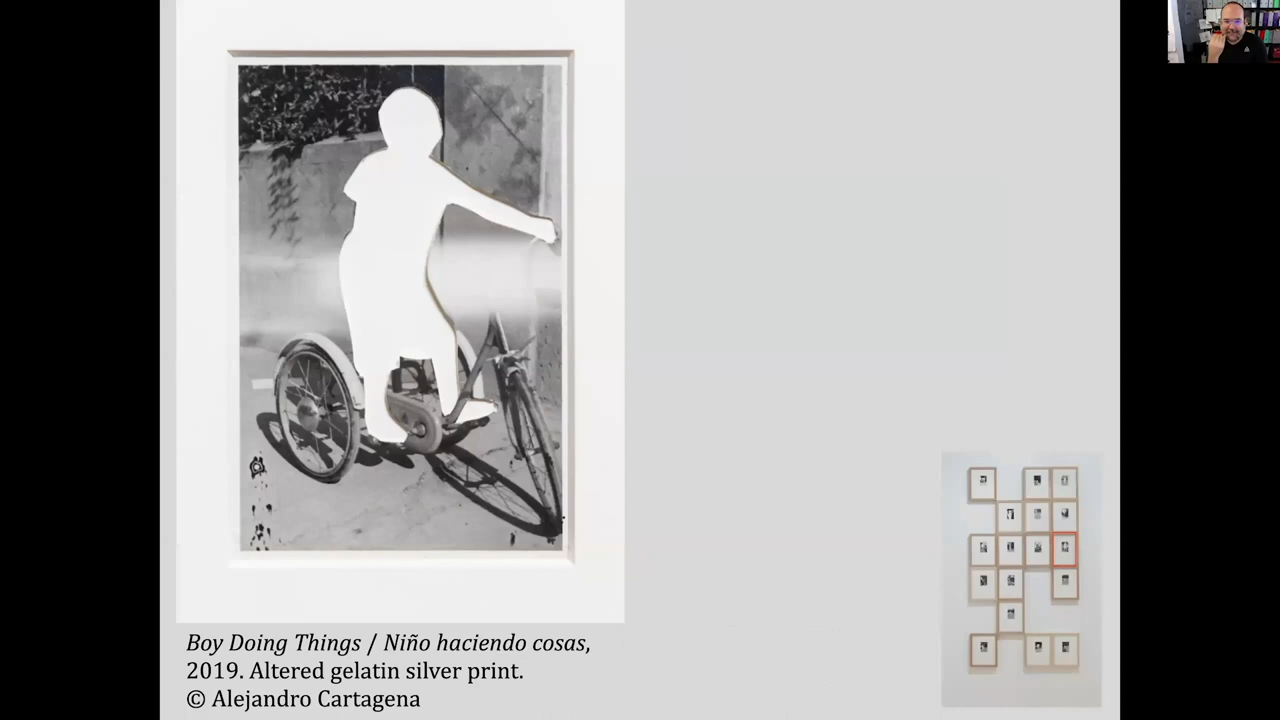 Boy Doing Things / Niño haciendo cosas,
2019. Altered gelatin silver print.
© Alejandro Cartagena